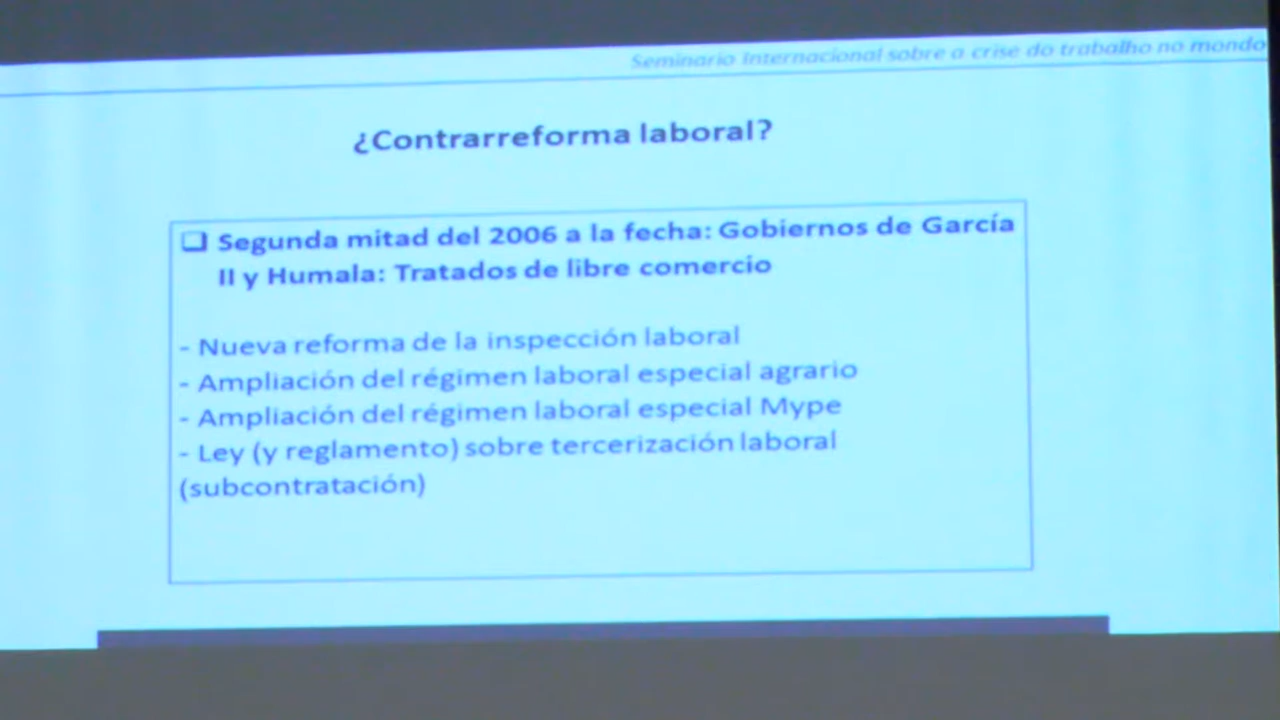 Seminario Internacional sobre a crise do trabalho no mondo
¿Contrarreforma laboral?
❑ Segunda mitad del 2006 a la fecha: Gobiernos de García
II y Humala: Tratados de libre comercio
- Nueva reforma de la inspección laboral
- Ampliación del régimen laboral especial agrario
- Ampliación del régimen laboral especial Mype
- Ley (y reglamento) sobre tercerización laboral
(subcontratación)